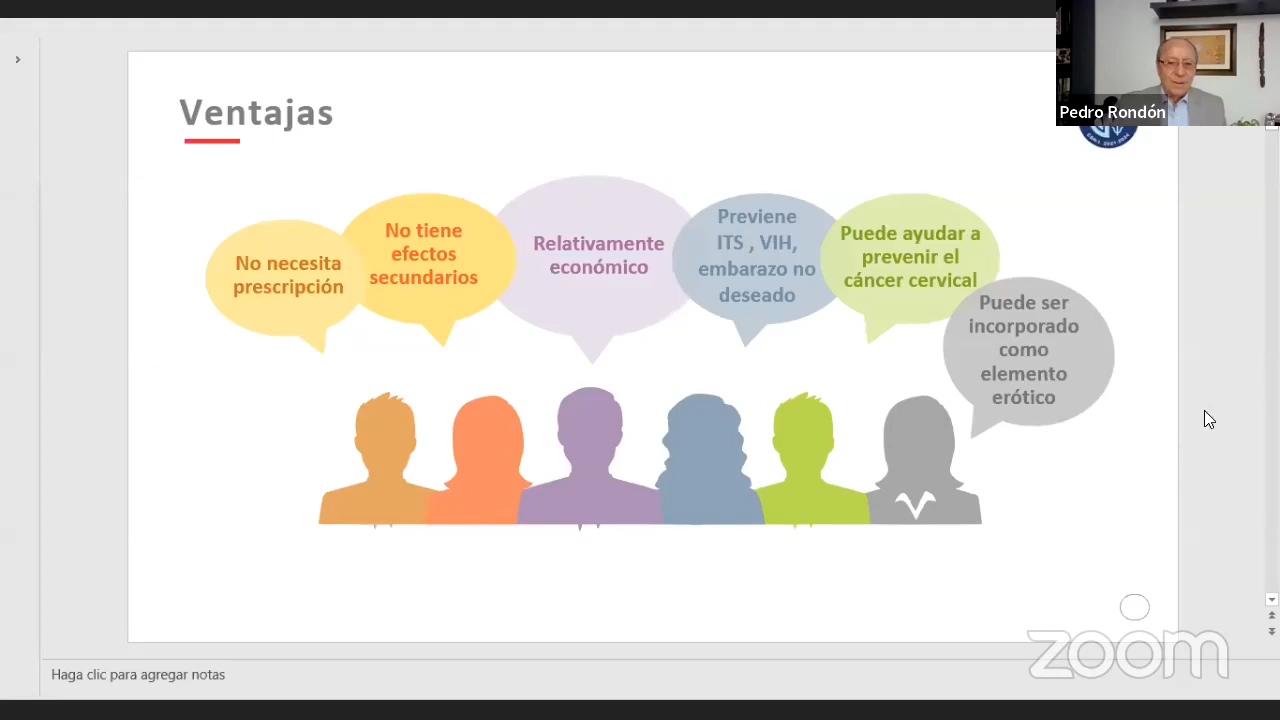 Pedro Rondón
Ventajas
No necesita
prescripción
No tiene
efectos
secundarios
Relativamente
económico
Previene
ITS , VIH,
embarazo no
deseado
Puede ayudar a
prevenir el
cáncer cervical
Puede ser
incorporado
como
elemento
erótico
zoom
Haga clic para agregar notas